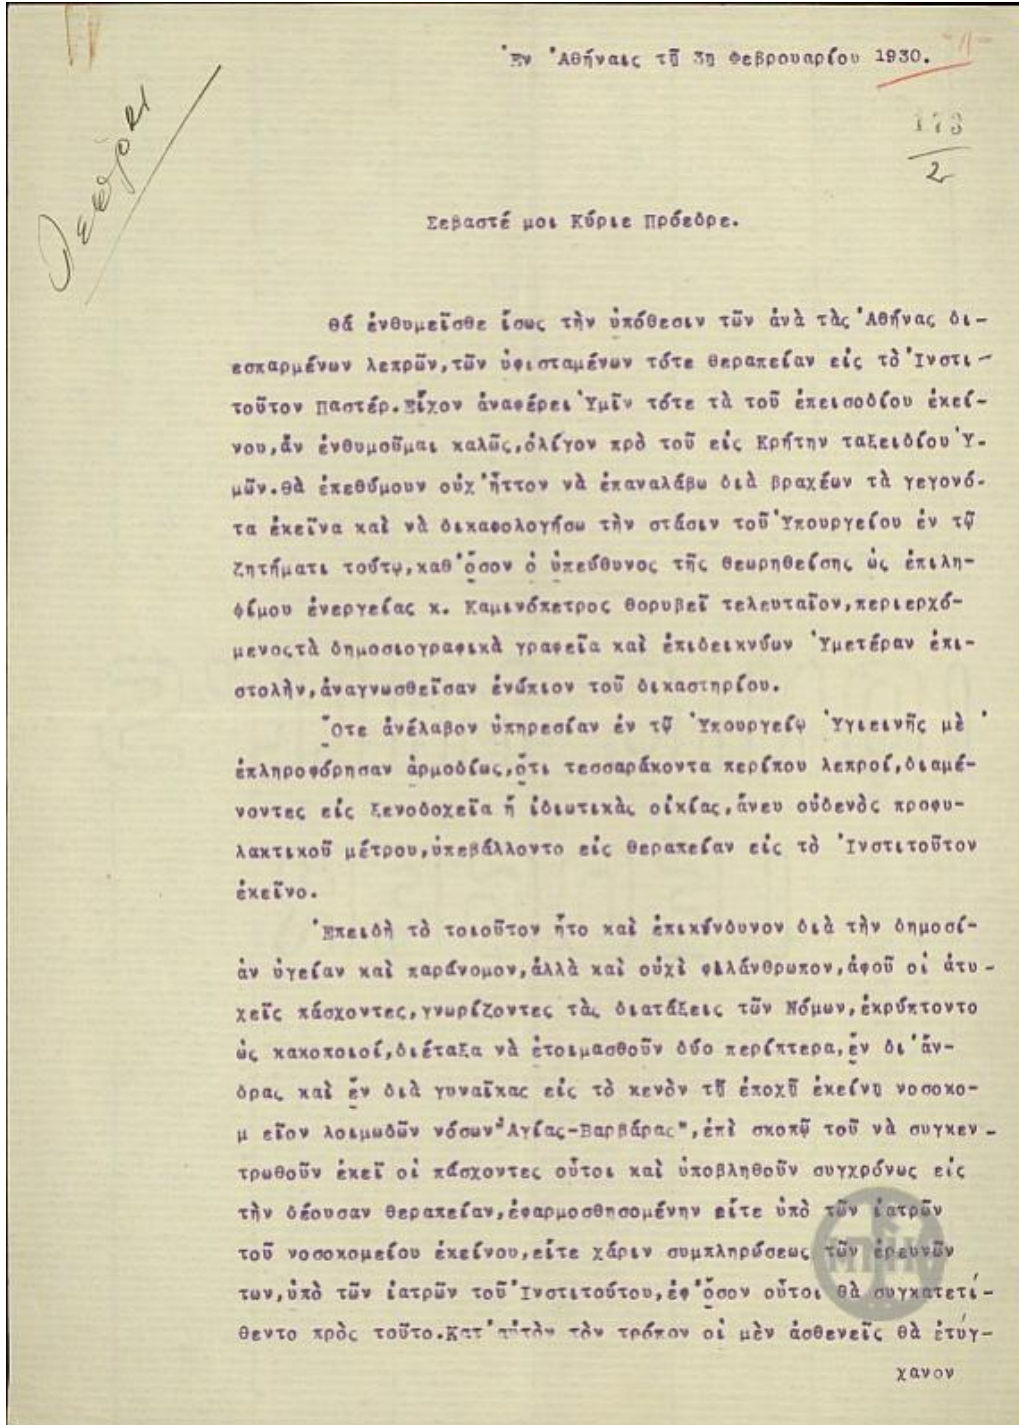 Ἐν Ἀθήναις τῇ 3ῃ Φεβρουαρίου 1930.
173
2
Σεβαστέ μοι Κύριε Πρόεδρε.
Θά ἐνθυμεῖσθε ἴσως τὴν ὑπόθεσιν τῶν ἀνὰ τὰς Ἀθήνας δι-
εσπαρμένων λεπρῶν, τῶν ὑφισταμένων τότε θεραπείαν εἰς τὸ Ἰνστι-
τοῦτον Παστέρ. Εἶχον ἀναφέρει Ὑμῖν τότε τὰ τοῦ ἐπεισοδίου ἐκεί-
νου, ἄν ἐνθυμοῦμαι καλῶς, ὀλίγον πρὸ τοῦ εἰς Κρήτην ταξειδίου Ὑ-
μῶν. Θὰ ἐπεθύμουν οὐχ ἧττον νὰ ἐπαναλάβω διὰ βραχέων τὰ γεγονό-
τα ἐκεῖνα καὶ νὰ δικαιολογήσω τὴν στάσιν τοῦ Ὑπουργείου ἐν τῷ
ζητήματι τούτῳ, καθ' ὅσον ὁ ὑπεύθυνος τῆς θεωρηθείσης ὡς ἐπιλη-
ψίμου ἐνεργείας κ. Καμινόπετρος θορυβεῖ τελευταῖον, περιερχό-
μενος τὰ δημοσιογραφικὰ γραφεῖα καὶ ἐπιδεικνύων Ὑμετέραν ἐπι-
στολὴν, ἀναγνωσθεῖσαν ἐνώπιον τοῦ δικαστηρίου.
Ὅτε ἀνέλαβον ὑπηρεσίαν ἐν τῷ Ὑπουργείῳ Ὑγιεινῆς μὲ
ἐπληροφόρησαν ἁρμοδίως, ὅτι τεσσαράκοντα περίπου λεπροί, διαμέ-
νοντες εἰς ξενοδοχεῖα ἤ ἰδιωτικὰς οἰκίας, ἄνευ οὐδενὸς προφυ-
λακτικοῦ μέτρου, ὑπεβάλλοντο εἰς θεραπείαν εἰς τὸ Ἰνστιτοῦτον
ἐκεῖνο.
Ἐπειδὴ τὸ τοιοῦτον ἦτο καὶ ἐπικίνδυνον διὰ τὴν δημοσί-
αν ὑγείαν καὶ παράνομον, ἀλλὰ καὶ οὐχὶ φιλάνθρωπον, ἀφοῦ οἱ ἀτυ-
χεῖς πάσχοντες, γνωρίζοντες τὰς διατάξεις τῶν Νόμων, ἐκρύπτοντο
ὡς κακοποιοί, διέταξα νὰ ἑτοιμασθοῦν δύο περίπτερα, ἕν δι' ἄν-
δρας καὶ ἕν διὰ γυναῖκας εἰς τὸ κενὸν τῇ ἐποχῇ ἐκείνῃ νοσοκο-
μ εῖον λοιμωδῶν νόσων "Ἁγίας-Βαρβάρας", ἐπὶ σκοπῷ τοῦ νὰ συγκεν-
τρωθοῦν ἐκεῖ οἱ πάσχοντες οὗτοι καὶ ὑποβληθοῦν συγχρόνως εἰς
τὴν δέουσαν θεραπείαν, ἐφαρμοσθησομένην εἴτε ὑπὸ τῶν ἰατρῶν
τοῦ νοσοκομείου ἐκείνου, εἴτε χάριν συμπληρώσεως τῶν ἐρευνῶν
των, ὑπὸ τῶν ἰατρῶν τοῦ Ἰνστιτούτου, ἐφ' ὅσον οὗτοι θὰ συγκατετί-
θεντο πρὸς τοῦτο. Κατ' αὐτὸν τὸν τρόπον οἱ μὲν ἀσθενεῖς θὰ ἐτύγ-
χανον